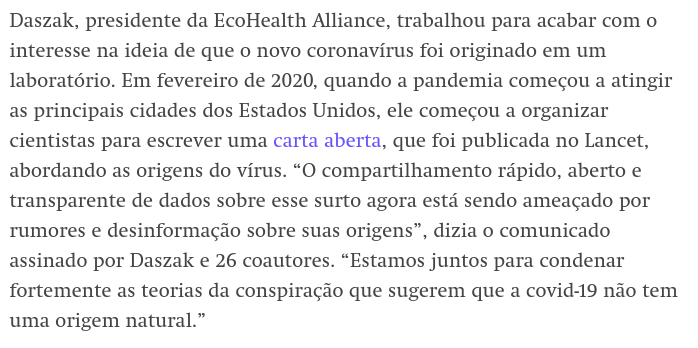 Daszak, presidente da EcoHealth Alliance, trabalhou para acabar com o
interesse na ideia de que o novo coronavírus foi originado em um
laboratório. Em fevereiro de 2020, quando a pandemia começou a atingir
as principais cidades dos Estados Unidos, ele começou a organizar
cientistas para escrever uma carta aberta, que foi publicada no Lancet,
abordando as origens do vírus. “O compartilhamento rápido, aberto e
transparente de dados sobre esse surto agora está sendo ameaçado por
rumores e desinformação sobre suas origens”, dizia o comunicado
assinado por Daszak e 26 coautores. “Estamos juntos para condenar
fortemente as teorias da conspiração que sugerem que a covid-19 não tem
uma origem natural.”